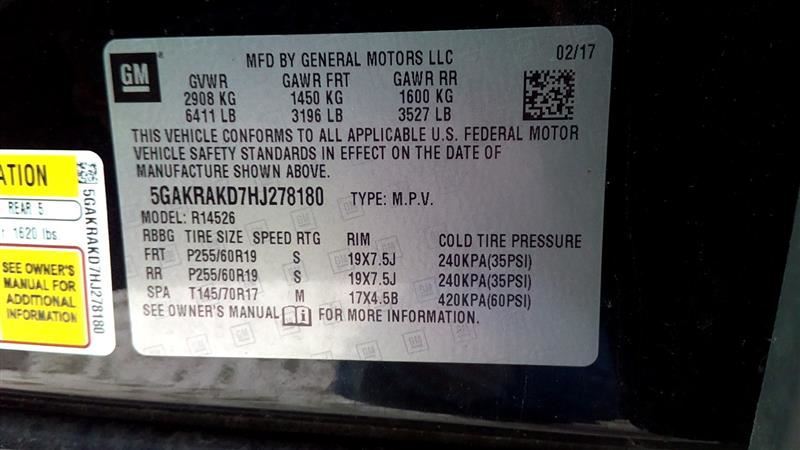 GM
MFD BY GENERAL MOTORS LLC 02/17
GVWR GAWR FRT GAWR RR
2908 KG 1450 KG 1600 KG
6411 LB 3196 LB 3527 LB
THIS VEHICLE CONFORMS TO ALL APPLICABLE U.S. FEDERAL MOTOR
VEHICLE SAFETY STANDARDS IN EFFECT ON THE DATE OF
MANUFACTURE SHOWN ABOVE.
5GAKRAKD7HJ278180 TYPE: M.P.V.
MODEL: R14526
RBBG TIRE SIZE SPEED RTG RIM COLD TIRE PRESSURE
FRT P255/60R19 S 19X7.5J 240KPA(35PSI)
RR P255/60R19 S 19X7.5J 240KPA(35PSI)
SPA T145/70R17 M 17X4.5B 420KPA(60PSI)
SEE OWNER'S MANUAL FOR MORE INFORMATION.
REAR 5
1620 lbs
SEE OWNER'S
MANUAL FOR
ADDITIONAL
INFORMATION
5GAKRAKD7HJ278180